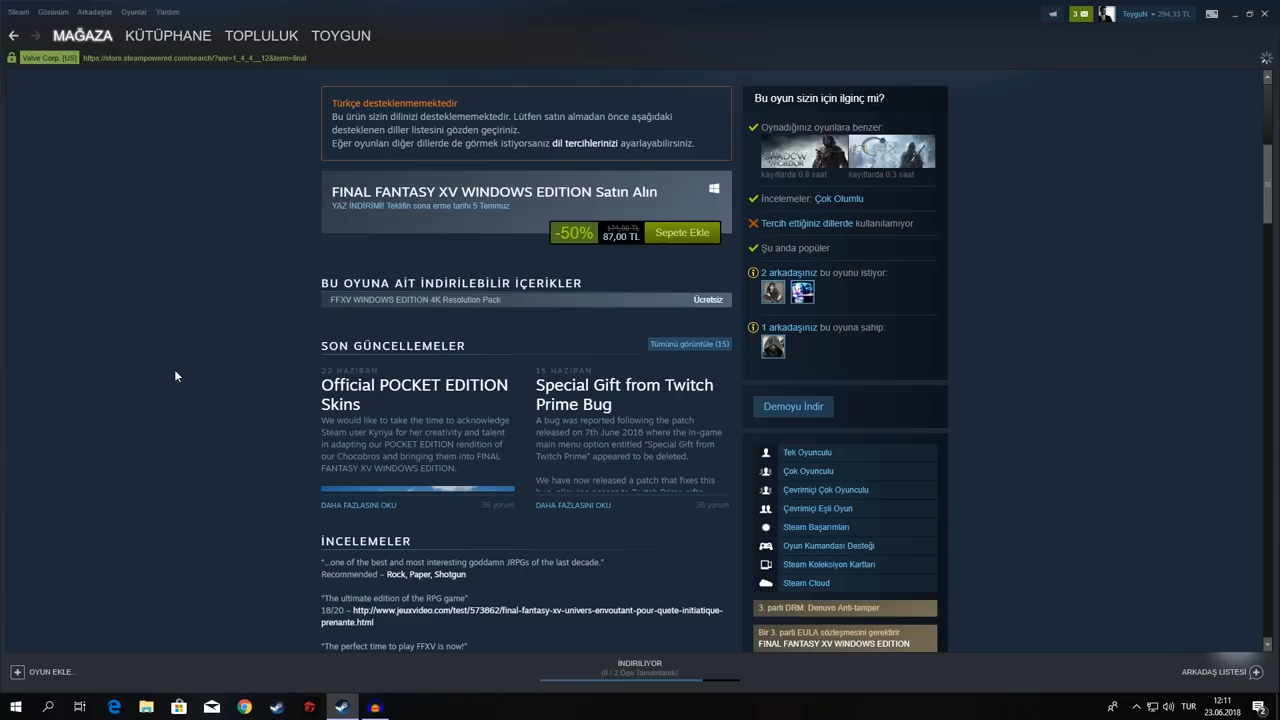 Steam Görünüm Arkadaşlar Oyunlar Yardım
3 ToyguN 294,33 TL
MAĞAZA KÜTÜPHANE TOPLULUK TOYGUN
Valve Corp. [US] https://store.steampowered.com/search/?snr=1_4_4__12&term=final
Türkçe desteklenmemektedir
Bu ürün sizin dilinizi desteklememektedir. Lütfen satın almadan önce aşağıdaki
desteklenen diller listesini gözden geçiriniz.
Eğer oyunları diğer dillerde de görmek istiyorsanız dil tercihlerinizi ayarlayabilirsiniz.
FINAL FANTASY XV WINDOWS EDITION Satın Alın
YAZ İNDİRİMİ! Teklifin sona erme tarihi 5 Temmuz
-50% 174,00 TL
87,00 TL Sepete Ekle
BU OYUNA AİT İNDİRİLEBİLİR İÇERİKLER
FFXV WINDOWS EDITION 4K Resolution Pack Ücretsiz
SON GÜNCELLEMELER Tümünü görüntüle (15)
22 HAZİRAN
Official POCKET EDITION
Skins
We would like to take the time to acknowledge
Steam user Kyriya for her creativity and talent
in adapting our POCKET EDITION rendition of
our Chocobros and bringing them into FINAL
FANTASY XV WINDOWS EDITION.
DAHA FAZLASINI OKU 36 yorum
15 HAZİRAN
Special Gift from Twitch
Prime Bug
A bug was reported following the patch
released on 7th June 2018 where the in-game
main menu option entitled “Special Gift from
Twitch Prime” appeared to be deleted.
We have now released a patch that fixes this
bug, allowing access to Twitch Prime gifts
DAHA FAZLASINI OKU 38 yorum
İNCELEMELER
“...one of the best and most interesting goddamn JRPGs of the last decade.”
Recommended – Rock, Paper, Shotgun
“The ultimate edition of the RPG game”
18/20 – http://www.jeuxvideo.com/test/573862/final-fantasy-xv-univers-envoutant-pour-quete-initiatique-
prenante.html
“The perfect time to play FFXV is now!”
Bu oyun sizin için ilginç mi?
Oynadığınız oyunlara benzer:
SHADOW
MORDOR
kayıtlarda 0.8 saat kayıtlarda 0.3 saat
İncelemeler: Çok Olumlu
Tercih ettiğiniz dillerde kullanılamıyor
Şu anda popüler
2 arkadaşınız bu oyunu istiyor:
1 arkadaşınız bu oyuna sahip:
Demoyu İndir
Tek Oyunculu
Çok Oyunculu
Çevrimiçi Çok Oyunculu
Çevrimiçi Eşli Oyun
Steam Başarımları
Oyun Kumandası Desteği
Steam Koleksiyon Kartları
Steam Cloud
3. parti DRM: Denuvo Anti-tamper
Bir 3. parti EULA sözleşmesini gerektirir
FINAL FANTASY XV WINDOWS EDITION
OYUN EKLE...
İNDİRİLİYOR
(0 / 2 Öge Tamamlandı)
ARKADAŞ LİSTESİ
TUR
12:11
23.06.2018
2